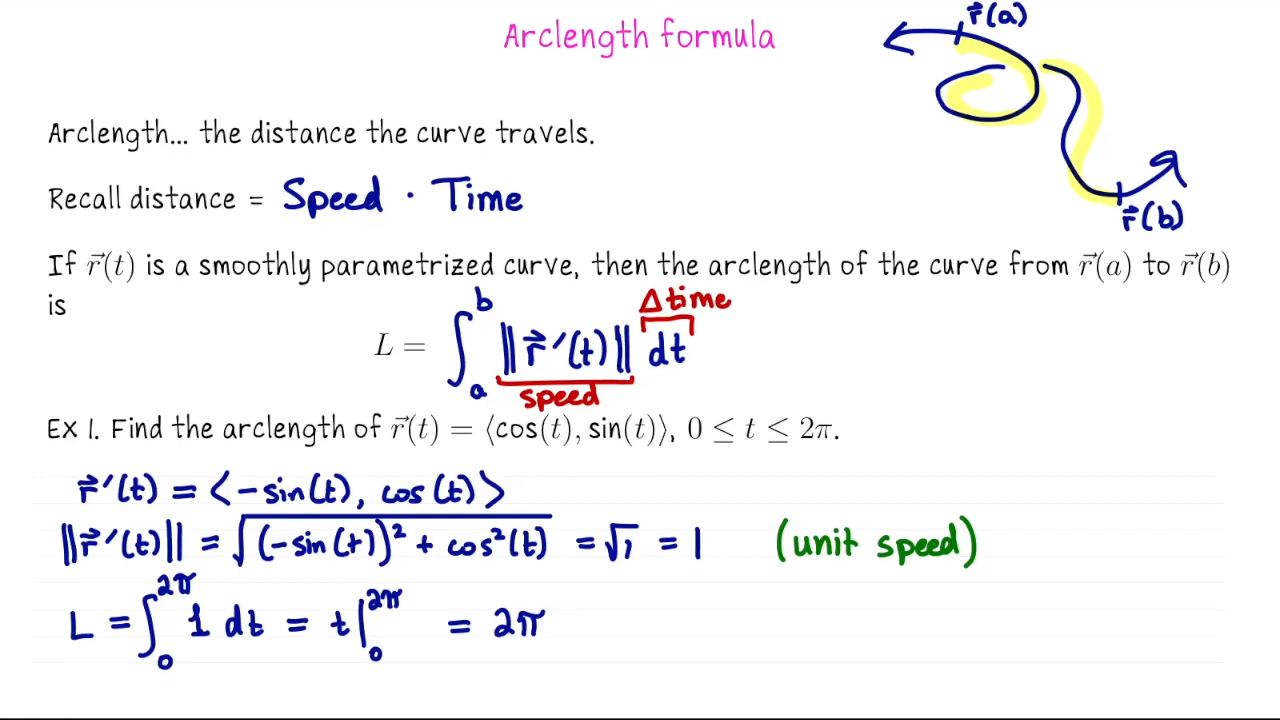 Arclength formula
r⃗(a)
Arclength... the distance the curve travels.
Recall distance = Speed · Time
r⃗(b)
If r⃗(t) is a smoothly parametrized curve, then the arclength of the curve from r⃗(a) to r⃗(b)
is
Δtime
L = ∫_a^b ‖r⃗′(t)‖ dt
speed
Ex 1. Find the arclength of r⃗(t) = ⟨cos(t), sin(t)⟩, 0 ≤ t ≤ 2π.
r⃗′(t) = ⟨-sin(t), cos(t)⟩
‖r⃗′(t)‖ = √((-sin(t))² + cos²(t)) = √1 = 1 (unit speed)
L = ∫_0^{2π} 1 dt = t|_0^{2π} = 2π